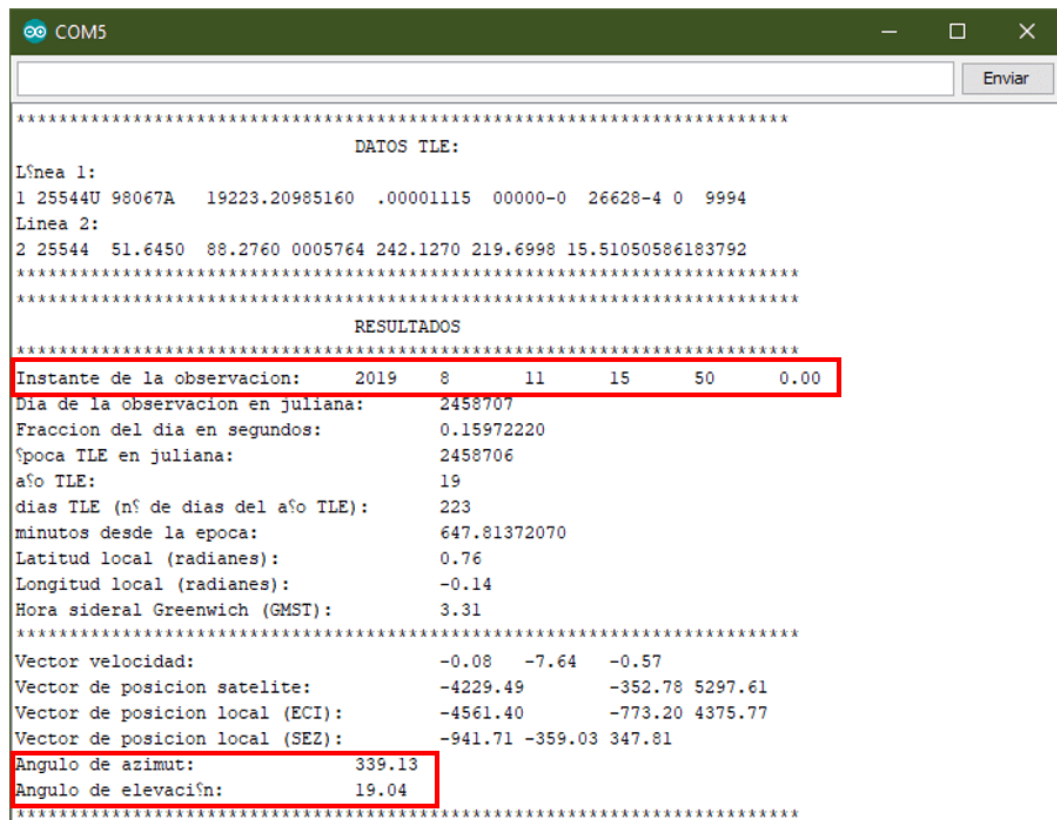 COM5
Enviar
*************************************************************************
DATOS TLE:
L⸮nea 1:
1 25544U 98067A   19223.20985160  .00001115  00000-0  26628-4 0  9994
Linea 2:
2 25544  51.6450  88.2760 0005764 242.1270 219.6998 15.51050586183792
**************************************************************************
**************************************************************************
RESULTADOS
**************************************************************************
Instante de la observacion: 2019 8 11 15 50 0.00
Dia de la observacion en juliana: 2458707
Fraccion del dia en segundos: 0.15972220
⸮poca TLE en juliana: 2458706
a⸮o TLE: 19
dias TLE (n⸮ de dias del a⸮o TLE): 223
minutos desde la epoca: 647.81372070
Latitud local (radianes): 0.76
Longitud local (radianes): -0.14
Hora sideral Greenwich (GMST): 3.31
**************************************************************************
Vector velocidad: -0.08 -7.64 -0.57
Vector de posicion satelite: -4229.49 -352.78 5297.61
Vector de posicion local (ECI): -4561.40 -773.20 4375.77
Vector de posicion local (SEZ): -941.71 -359.03 347.81
Angulo de azimut: 339.13
Angulo de elevaci⸮n: 19.04
**************************************************************************